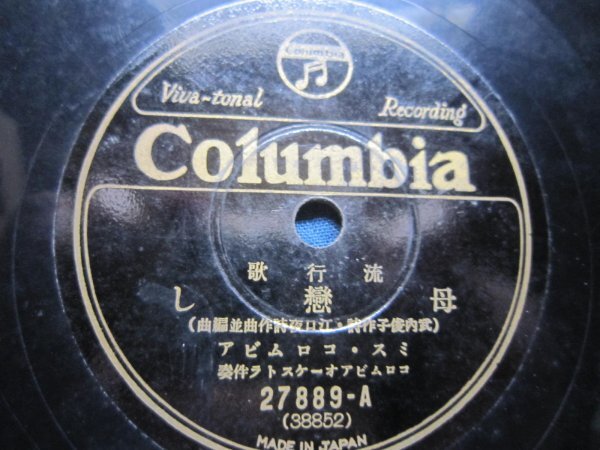 Columbia
Viva-tonal Recording
Columbia
流行歌
母戀し
(武内俊子作詩・江口夜詩作曲並編曲)
ミス・コロムビア
コロムビアオーケストラ伴奏
27889-A
(38852)
MADE IN JAPAN